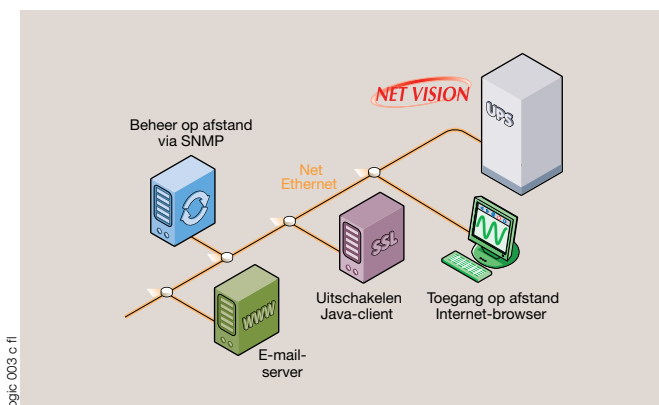 NET VISION
UPS
Beheer op afstand
via SNMP
Net
Ethernet
SSL
Uitschakelen
Java-client
Toegang op afstand
Internet-browser
WWW
E-mail-
server
ogic 003 c fl